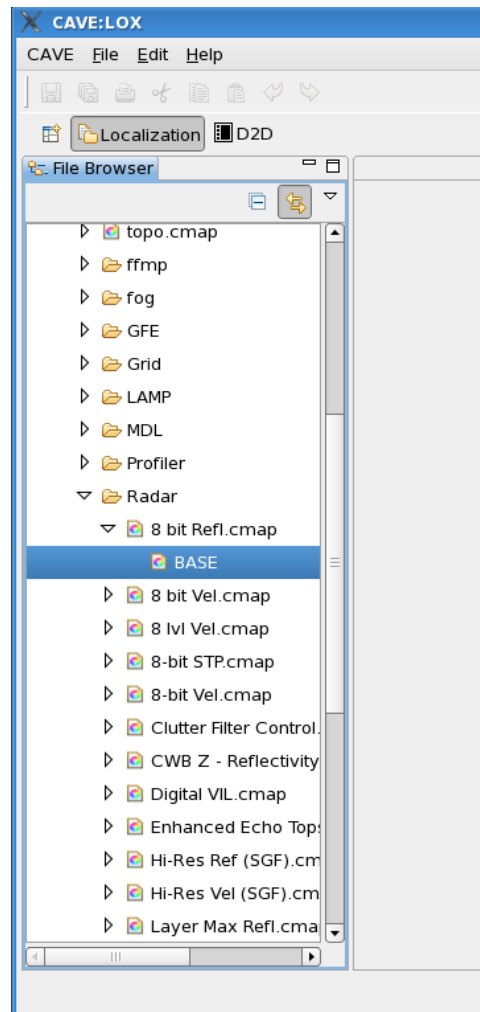 CAVE:LOX
CAVE File Edit Help
Localization D2D
File Browser
topo.cmap
ffmp
fog
GFE
Grid
LAMP
MDL
Profiler
Radar
8 bit Refl.cmap
BASE
8 bit Vel.cmap
8 lvl Vel.cmap
8-bit STP.cmap
8-bit Vel.cmap
Clutter Filter Control.
CWB Z - Reflectivity
Digital VIL.cmap
Enhanced Echo Tops
Hi-Res Ref (SGF).cm
Hi-Res Vel (SGF).cm
Layer Max Refl.cma